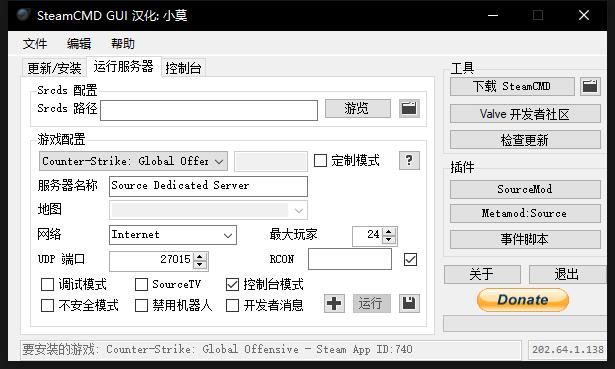 SteamCMD GUI 汉化; 小莫
文件 编辑 帮助
更新/安装 运行服务器 控制台
Srcds 配置
Srcds 路径 游览
游戏配置
Counter-Strike: Global Offen 定制模式 ?
服务器名称 Source Dedicated Server
地图
网络 Internet 最大玩家 24
UDP 端口 27015 RCON
调试模式 SourceTV 控制台模式
不安全模式 禁用机器人 开发者消息 运行
工具
下载 SteamCMD
Valve 开发者社区
检查更新
插件
SourceMod
Metamod:Source
事件脚本
关于 退出
Donate
要安装的游戏: Counter-Strike: Global Offensive - Steam App ID:740 202.64.1.138